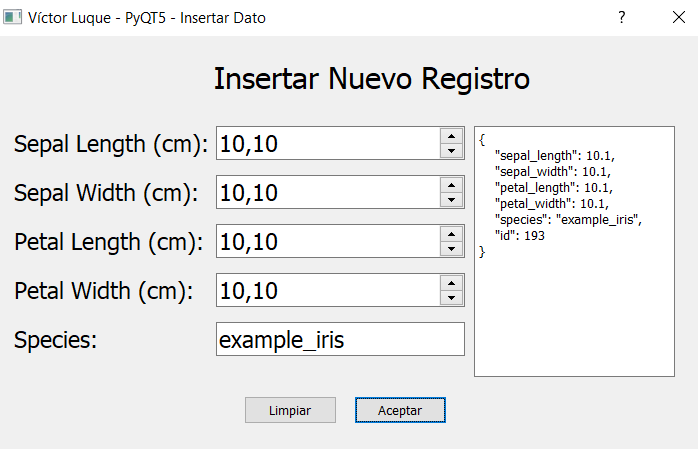 Víctor Luque - PyQT5 - Insertar Dato
Insertar Nuevo Registro
Sepal Length (cm): 10,10
Sepal Width (cm): 10,10
Petal Length (cm): 10,10
Petal Width (cm): 10,10
Species: example_iris
{
"sepal_length": 10.1,
"sepal_width": 10.1,
"petal_length": 10.1,
"petal_width": 10.1,
"species": "example_iris",
"id": 193
}
Limpiar
Aceptar